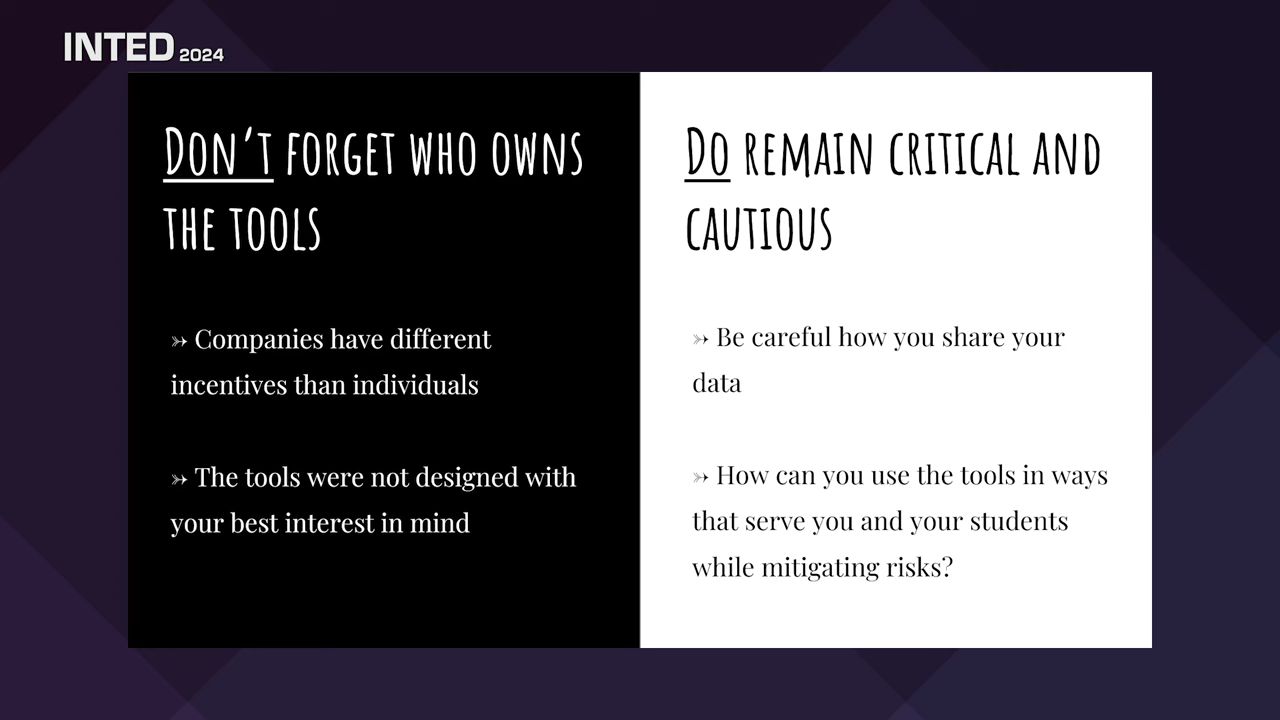 INTED 2024
Don't forget who owns
the tools
➳ Companies have different
incentives than individuals
➳ The tools were not designed with
your best interest in mind
Do remain critical and
cautious
➳ Be careful how you share your
data
➳ How can you use the tools in ways
that serve you and your students
while mitigating risks?